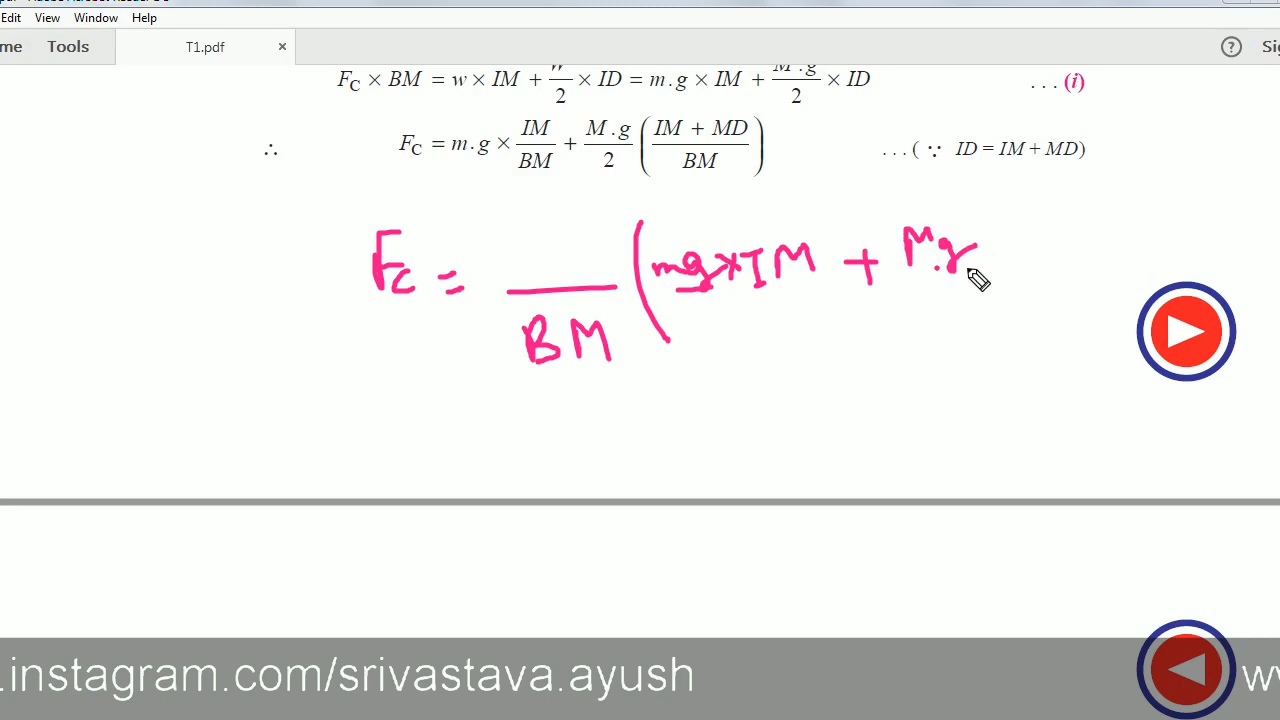 Edit View Window Help
me Tools T1.pdf × ? Sig
F_C × BM = w × IM + W/2 × ID = m.g × IM + M.g/2 × ID ... (i)
∴ F_C = m.g × IM/BM + M.g/2 (IM + MD/BM) ... (∵ ID = IM + MD)
F_C = —/BM (mg × IM + M.g
.instagram.com/srivastava.ayush